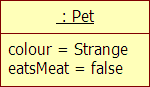 : Pet
colour = Strange
eatsMeat = false